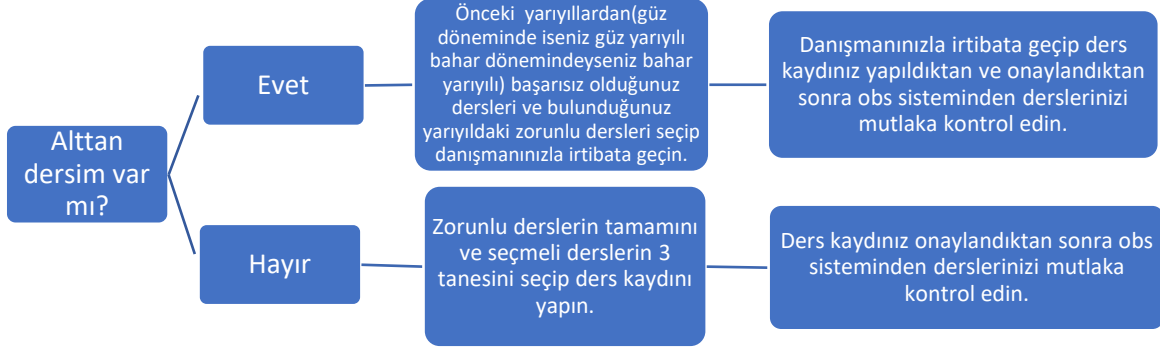 Alttan
dersim var
mı?
Evet
Önceki yarıyıllardan(güz
döneminde iseniz güz yarıyılı
bahar dönemindeyseniz bahar
yarıyılı) başarısız olduğunuz
dersleri ve bulunduğunuz
yarıyıldaki zorunlu dersleri seçip
danışmanınızla irtibata geçin.
Danışmanınızla irtibata geçip ders
kaydınız yapıldıktan ve onaylandıktan
sonra obs sisteminden derslerinizi
mutlaka kontrol edin.
Hayır
Zorunlu derslerin tamamını
ve seçmeli derslerin 3
tanesini seçip ders kaydını
yapın.
Ders kaydınız onaylandıktan sonra obs
sisteminden derslerinizi mutlaka
kontrol edin.